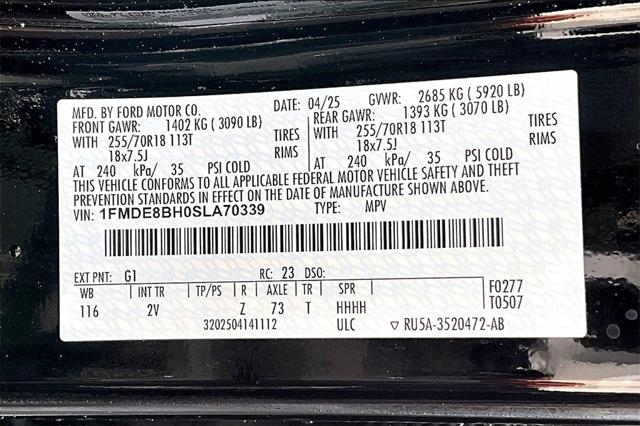 MFD. BY FORD MOTOR CO.
DATE: 04/25 GVWR: 2685 KG ( 5920 LB)
FRONT GAWR: 1402 KG ( 3090 LB) REAR GAWR: 1393 KG ( 3070 LB)
WITH 255/70R18 113T TIRES WITH 255/70R18 113T TIRES
18x7.5J RIMS 18x7.5J RIMS
AT 240 kPa/ 35 PSI COLD AT 240 kPa/ 35 PSI COLD
THIS VEHICLE CONFORMS TO ALL APPLICABLE FEDERAL MOTOR VEHICLE SAFETY AND THEFT
PREVENTION STANDARDS IN EFFECT ON THE DATE OF MANUFACTURE SHOWN ABOVE.
VIN: 1FMDE8BH0SLA70339 TYPE: MPV
EXT PNT: G1 RC: 23 DSO:
WB | INT TR | TP/PS | R | AXLE | TR | SPR F0277
116 2V Z 73 T HHHH T0507
3202504141112 ULC ▽ RU5A-3520472-AB